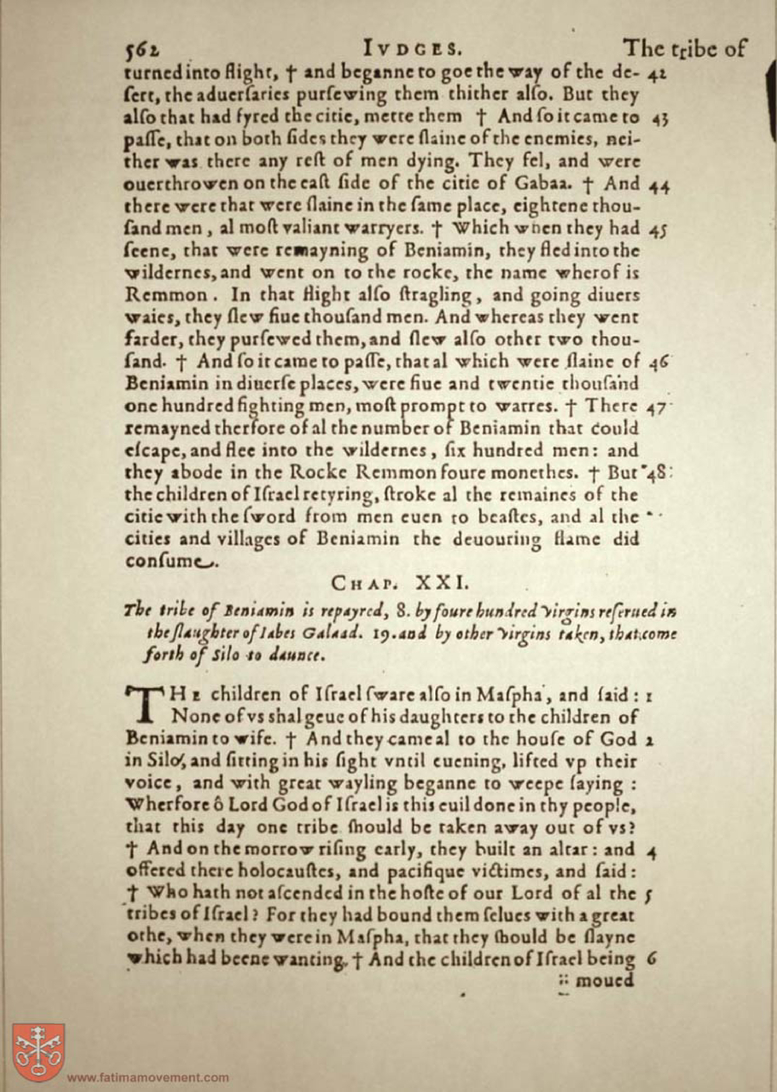 562 IVDGES. The tribe of
turned into flight, † and beganne to goe the way of the de- 42
ſert, the aduerſaries purſewing them thither alſo. But they
alſo that had fyred the citie, mette them † And ſo it came to 43
paſſe, that on both ſides they were ſlaine of the enemies, nei-
ther was there any reſt of men dying. They fel, and were
ouerthrowen on the eaſt ſide of the citie of Gabaa. † And 44
there were that were ſlaine in the ſame place, eightene thou-
ſand men, al moſt valiant warryers. † Which when they had 45
ſeene, that were remayning of Beniamin, they fled into the
wildernes, and went on to the rocke, the name wherof is
Remmon. In that flight alſo ſtragling, and going diuers
waies, they ſlew fiue thouſand men. And whereas they went
farder, they purſewed them, and ſlew alſo other two thou-
ſand. † And ſo it came to paſſe, that al which were ſlaine of 46
Beniamin in diuerſe places, were fiue and twentie thouſand
one hundred fighting men, moſt prompt to warres. † There 47
remayned therfore of al the number of Beniamin that could
eſcape, and flee into the wildernes, ſix hundred men: and
they abode in the Rocke Remmon foure monethes. † But 48
the children of Iſrael retyring, ſtroke al the remaines of the
citie with the ſword from men euen to beaſtes, and al the
cities and villages of Beniamin the deuouring flame did
conſume.
CHAP. XXI.
The tribe of Beniamin is repayred, 8. by foure hundred virgins reſerued in
the ſlaughter of Iabes Galaad. 19. and by other virgins taken, that come
forth of Silo to daunce.
THE children of Iſrael ſware alſo in Maſpha, and ſaid: 1
None of vs shal geue of his daughters to the children of
Beniamin to wife. † And they came al to the houſe of God 2
in Silo, and ſitting in his ſight vntil euening, lifted vp their
voice, and with great wayling beganne to weepe ſaying:
Wherfore ô Lord God of Iſrael is this euil done in thy people,
that this day one tribe should be taken away out of vs?
† And on the morrow riſing early, they built an altar: and 4
offered there holocauſtes, and pacifique victimes, and ſaid:
† Who hath not aſcended in the hoſte of our Lord of al the 5
tribes of Iſrael? For they had bound them ſelues with a great
othe, when they were in Maſpha, that they should be ſlayne
which had beene wanting. † And the children of Iſrael being 6
:: moued
www.fatimamovement.com